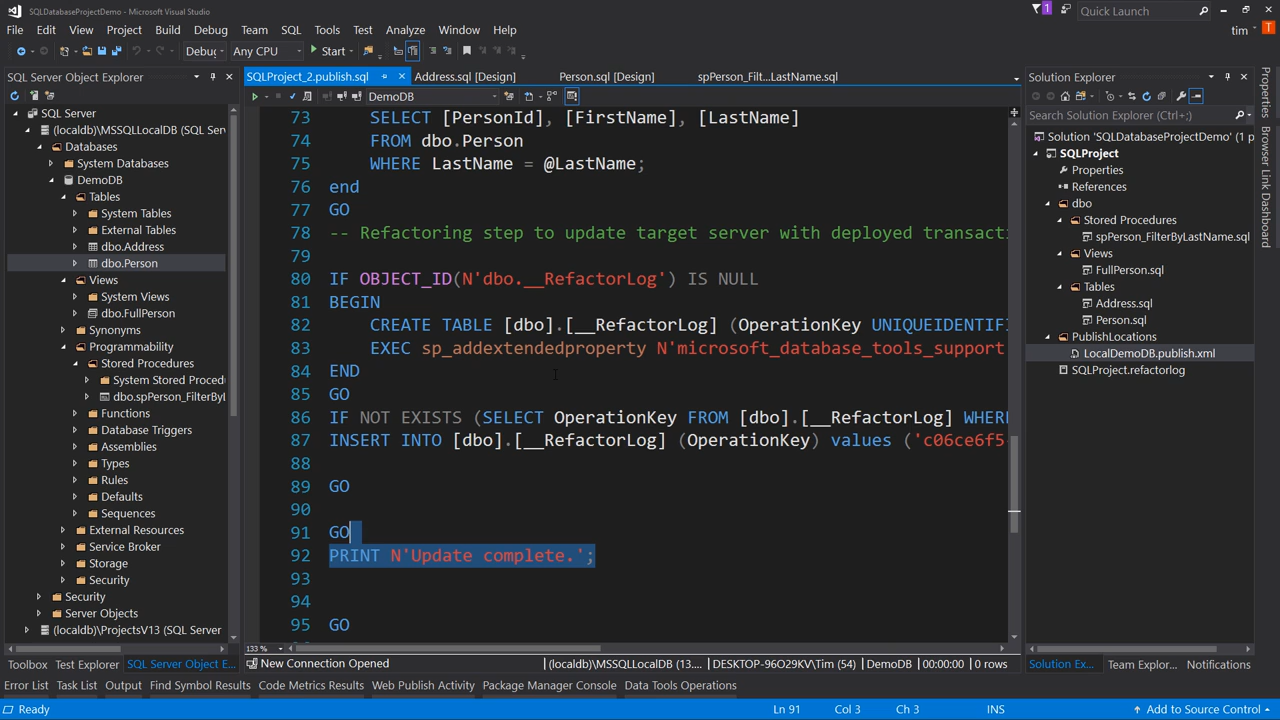 SQLDatabaseProjectDemo - Microsoft Visual Studio
1
Quick Launch
File Edit View Project Build Debug Team SQL Tools Test Analyze Window Help
tim
T
Debug Any CPU Start
SQL Server Object Explorer
SQL Server
(localdb)\MSSQLLocalDB (SQL Serv
Databases
System Databases
DemoDB
Tables
System Tables
External Tables
dbo.Address
dbo.Person
Views
System Views
dbo.FullPerson
Synonyms
Programmability
Stored Procedures
System Stored Proced
dbo.spPerson_FilterByL
Functions
Database Triggers
Assemblies
Types
Rules
Defaults
Sequences
External Resources
Service Broker
Storage
Security
Security
Server Objects
(localdb)\ProjectsV13 (SQL Server
Toolbox Test Explorer SQL Server Object E...
SQLProject_2.publish.sql Address.sql [Design] Person.sql [Design] spPerson_Filt...LastName.sql
DemoDB
73 SELECT [PersonId], [FirstName], [LastName]
74 FROM dbo.Person
75 WHERE LastName = @LastName;
76 end
77 GO
78 -- Refactoring step to update target server with deployed transacti
79
80 IF OBJECT_ID(N'dbo.__RefactorLog') IS NULL
81 BEGIN
82 CREATE TABLE [dbo].[__RefactorLog] (OperationKey UNIQUEIDENTIFI
83 EXEC sp_addextendedproperty N'microsoft_database_tools_support
84 END
85 GO
86 IF NOT EXISTS (SELECT OperationKey FROM [dbo].[__RefactorLog] WHERE
87 INSERT INTO [dbo].[__RefactorLog] (OperationKey) values ('c06ce6f5-
88
89 GO
90
91 GO
92 PRINT N'Update complete.';
93
94
95 GO
133 %
New Connection Opened (localdb)\MSSQLLocalDB (13.... DESKTOP-96O29KV\Tim (54) DemoDB 00:00:00 0 rows
Solution Explorer
Search Solution Explorer (Ctrl+;)
Solution 'SQLDatabaseProjectDemo' (1 p
SQLProject
Properties
References
dbo
Stored Procedures
spPerson_FilterByLastName.sql
Views
FullPerson.sql
Tables
Address.sql
Person.sql
PublishLocations
LocalDemoDB.publish.xml
SQLProject.refactorlog
Solution Ex... Team Explor... Notifications
Properties
Browser Link Dashboard
Error List Task List Output Find Symbol Results Code Metrics Results Web Publish Activity Package Manager Console Data Tools Operations
Ready Ln 91 Col 3 Ch 3 INS Add to Source Control